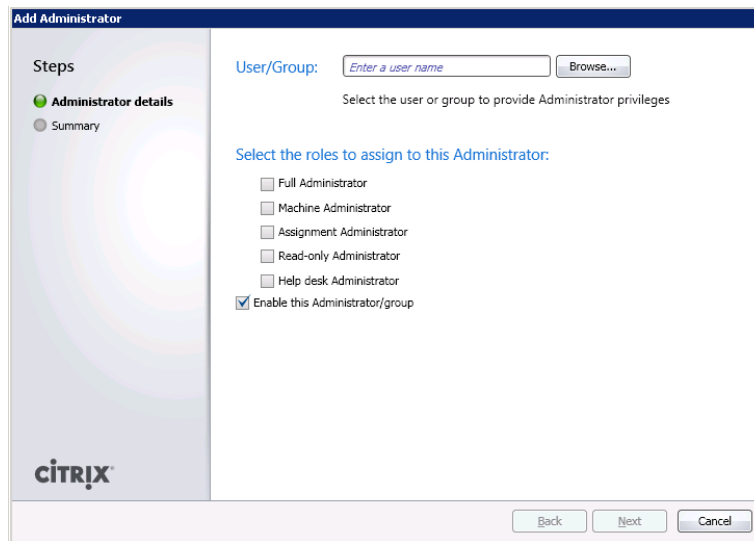 Add Administrator
Steps
Administrator details
Summary
User/Group:
Enter a user name
Browse...
Select the user or group to provide Administrator privileges
Select the roles to assign to this Administrator:
Full Administrator
Machine Administrator
Assignment Administrator
Read-only Administrator
Help desk Administrator
Enable this Administrator/group
CITRIX
Back
Next
Cancel